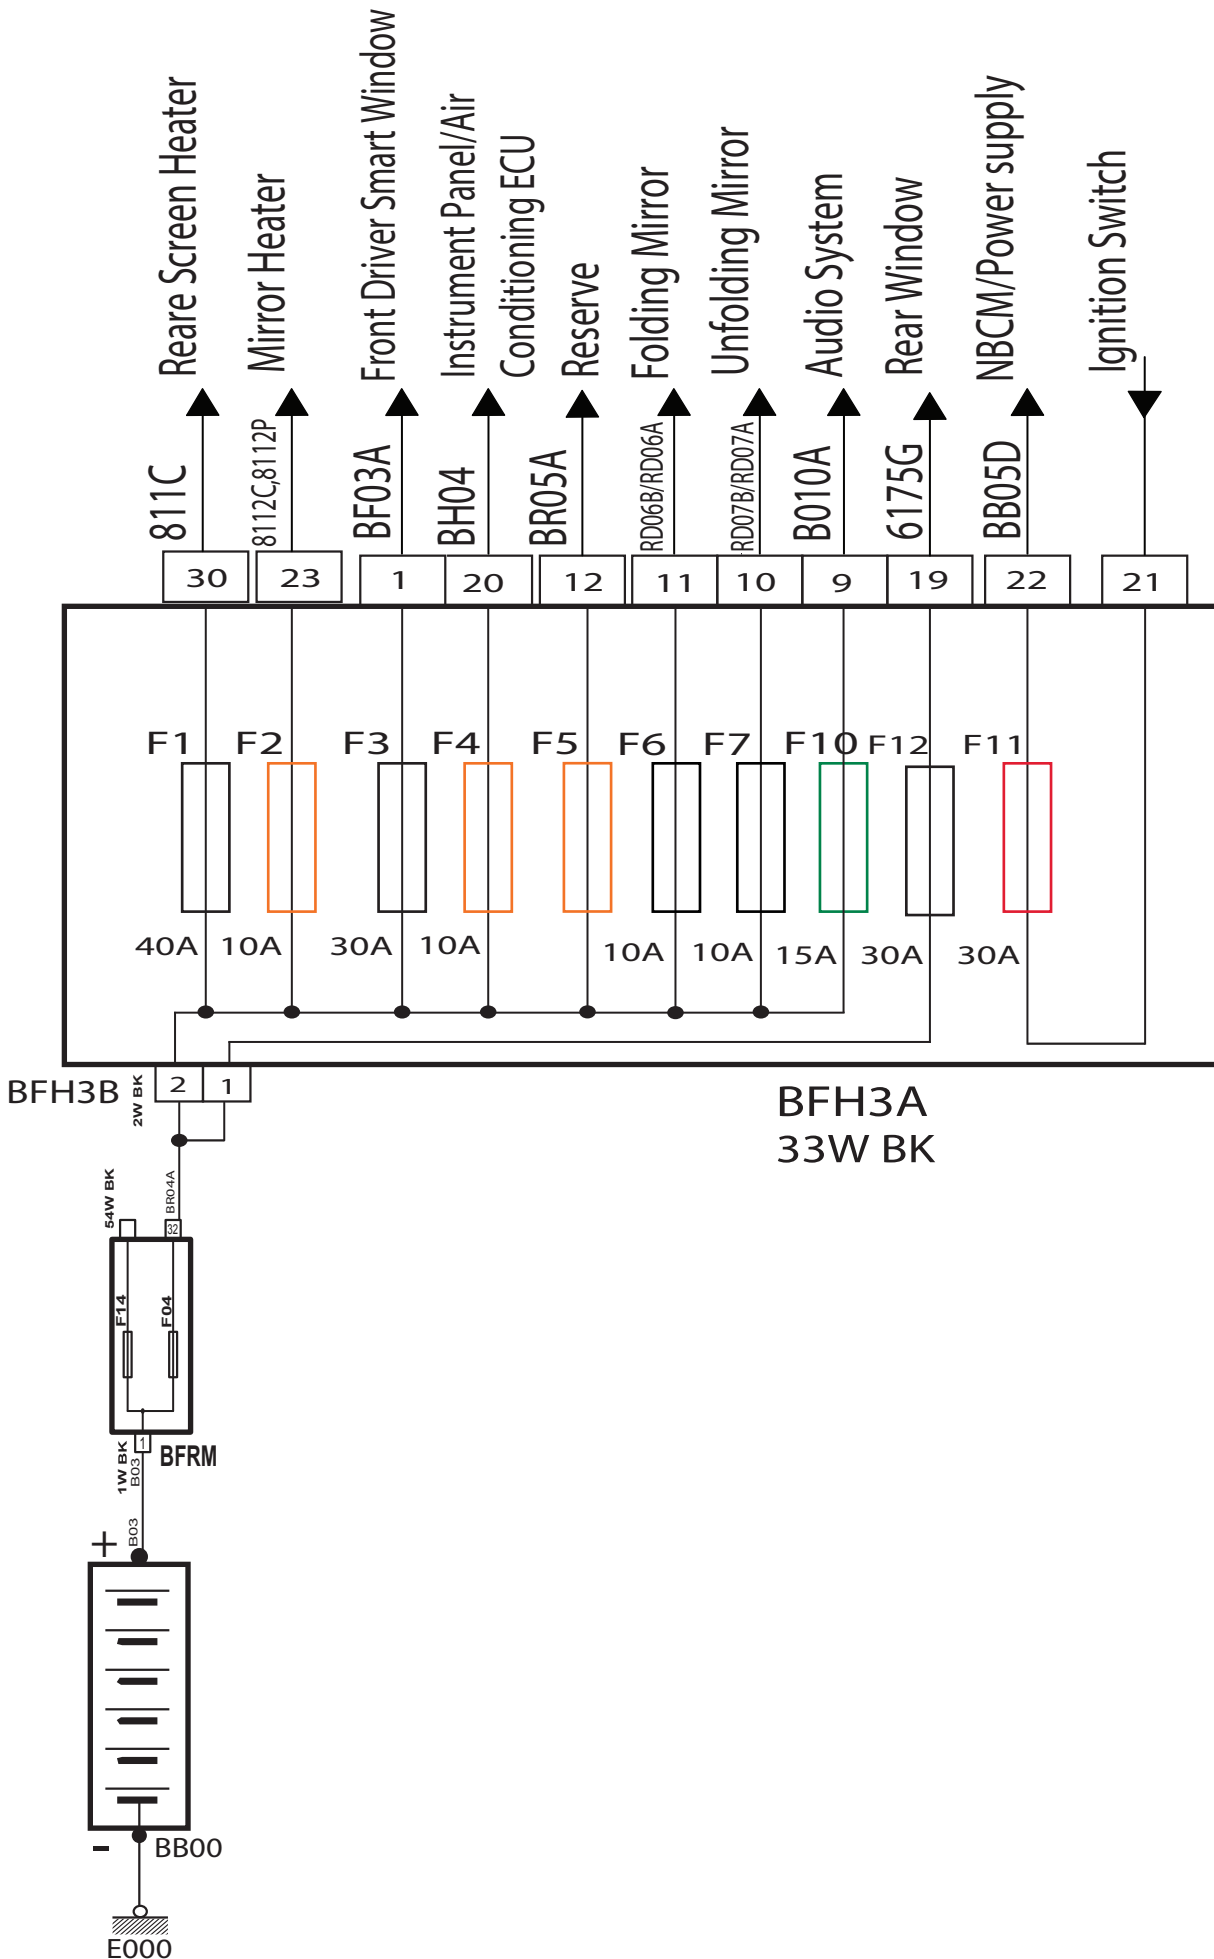 Reare Screen Heater
Mirror Heater
Front Driver Smart Window
Instrument Panel/Air
Conditioning ECU
Reserve
Folding Mirror
Unfolding Mirror
Audio System
Rear Window
NBCM/Power supply
Ignition Switch
811C
8112C,8112P
BF03A
BH04
BR05A
RD06B/RD06A
RD07B/RD07A
B010A
6175G
BB05D
30
23
1
20
12
11
10
9
19
22
21
F1
F2
F3
F4
F5
F6
F7
F10
F12
F11
40A
10A
30A
10A
10A
10A
15A
30A
30A
BFH3B
2W BK
2
1
BFH3A
33W BK
54W BK
BR04A
32
F14
F04
1
BFRM
1W BK
B03
B03
+
-
BB00
E000